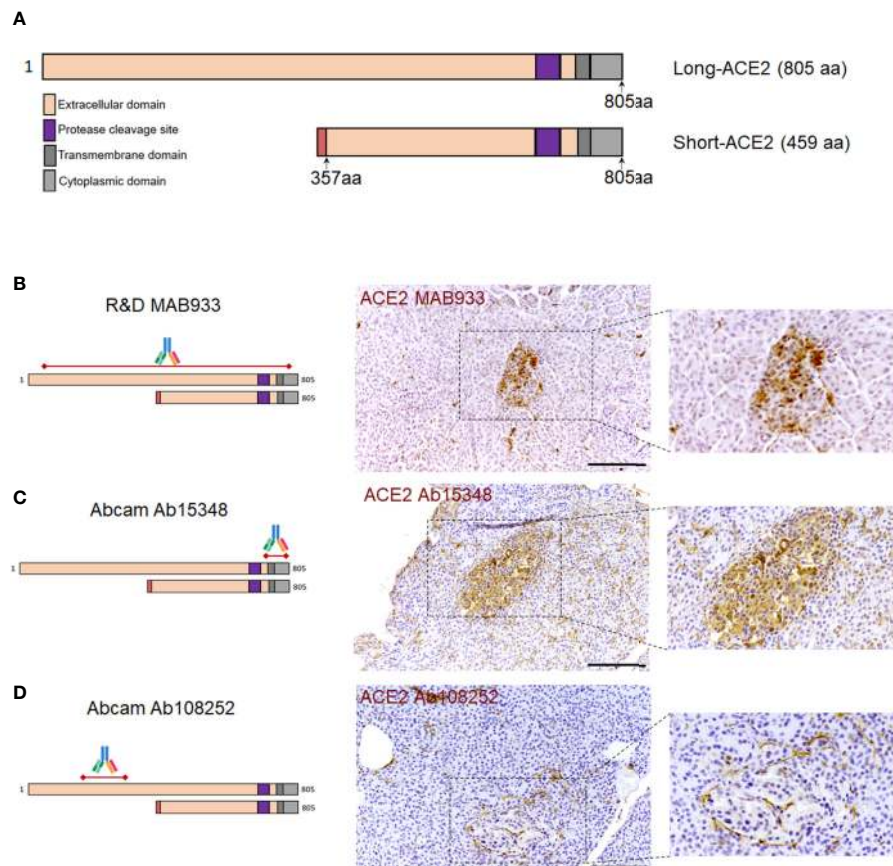 A
1
Long-ACE2 (805 aa)
805aa
Extracellular domain
Protease cleavage site
Transmembrane domain
Cytoplasmic domain
Short-ACE2 (459 aa)
357aa
805aa
B
R&D MAB933
1
805
805
ACE2 MAB933
C
Abcam Ab15348
1
805
805
ACE2 Ab15348
D
Abcam Ab108252
1
805
805
ACE2 Ab108252